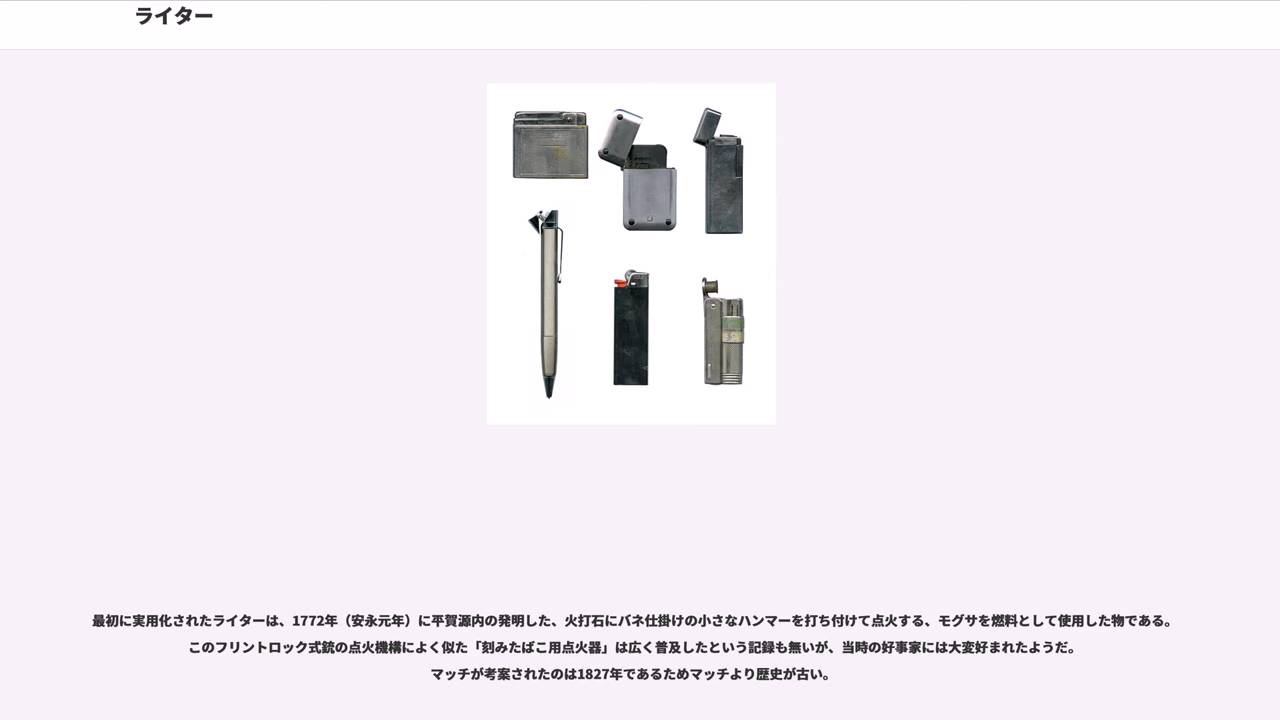 ライター
最初に実用化されたライターは、1772年（安永元年）に平賀源内の発明した、火打石にバネ仕掛けの小さなハンマーを打ち付けて点火する、モグサを燃料として使用した物である。
このフリントロック式銃の点火機構によく似た「刻みたばこ用点火器」は広く普及したという記録も無いが、当時の好事家には大変好まれたようだ。
マッチが考案されたのは1827年であるためマッチより歴史が古い。